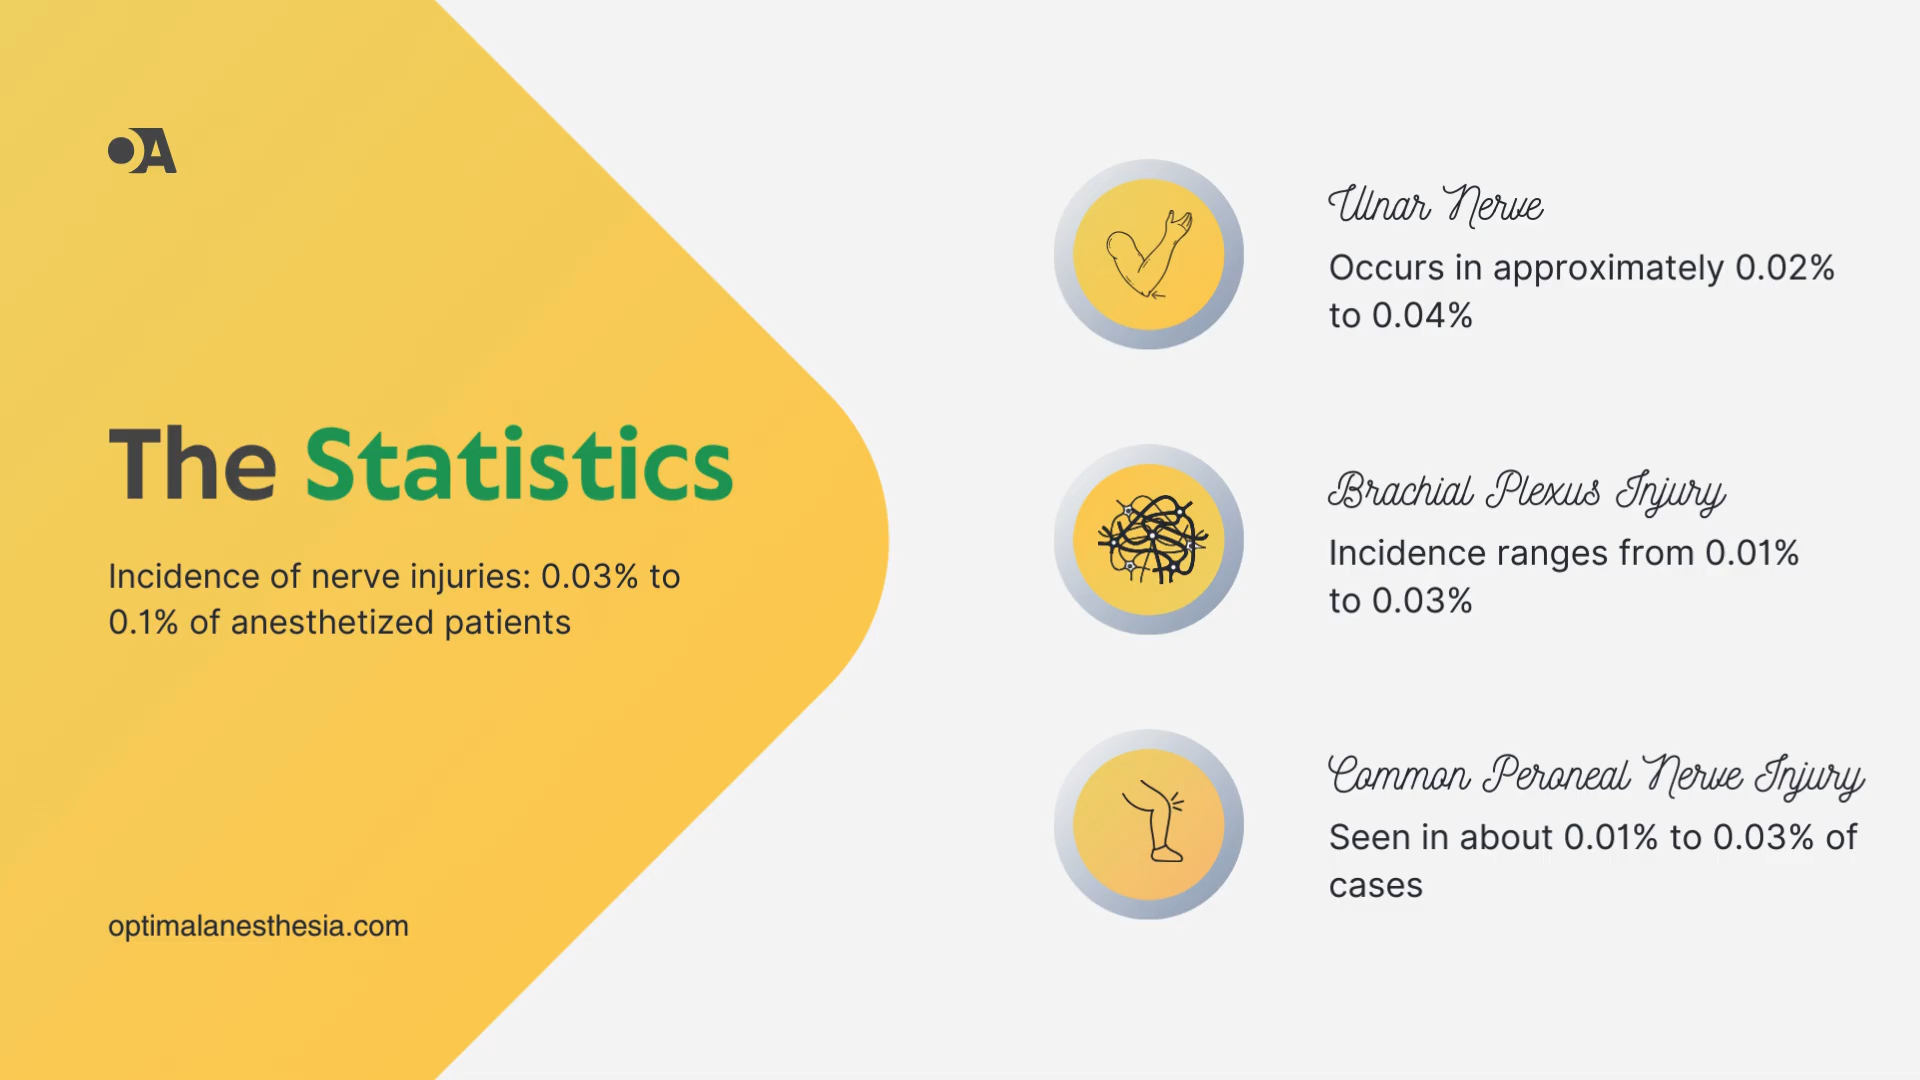 OA
The Statistics
Incidence of nerve injuries: 0.03% to
0.1% of anesthetized patients
optimalanesthesia.com
Ulnar Nerve
Occurs in approximately 0.02%
to 0.04%
Brachial Plexus Injury
Incidence ranges from 0.01%
to 0.03%
Common Peroneal Nerve Injury
Seen in about 0.01% to 0.03% of
cases